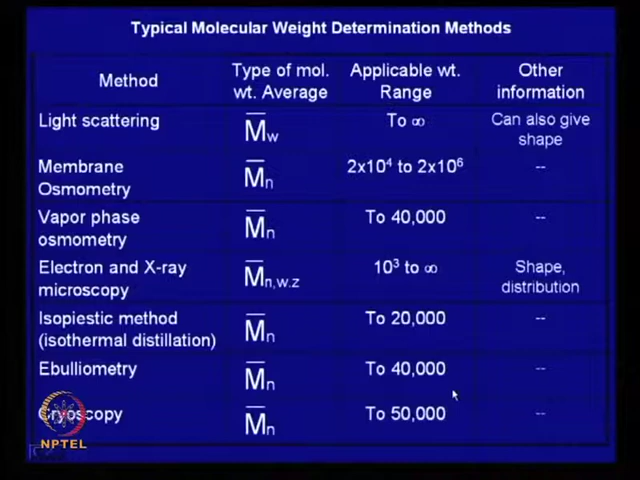 Typical Molecular Weight Determination Methods
Method
Type of mol. wt. Average
Applicable wt. Range
Other information
Light scattering
M̅w
To ∞
Can also give shape
Membrane Osmometry
M̅n
2x10⁴ to 2x10⁶
--
Vapor phase osmometry
M̅n
To 40,000
--
Electron and X-ray microscopy
M̅n,w.z
10³ to ∞
Shape, distribution
Isopiestic method (isothermal distillation)
M̅n
To 20,000
--
Ebulliometry
M̅n
To 40,000
--
Cryoscopy
M̅n
To 50,000
--
NPTEL